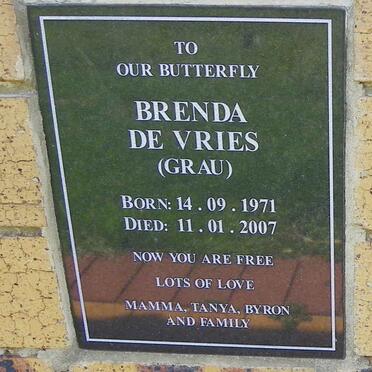 TO
OUR BUTTERFLY
BRENDA
DE VRIES
(GRAU)
BORN: 14 . 09 . 1971
DIED: 11 . 01 . 2007
NOW YOU ARE FREE
LOTS OF LOVE
MAMMA, TANYA, BYRON
AND FAMILY